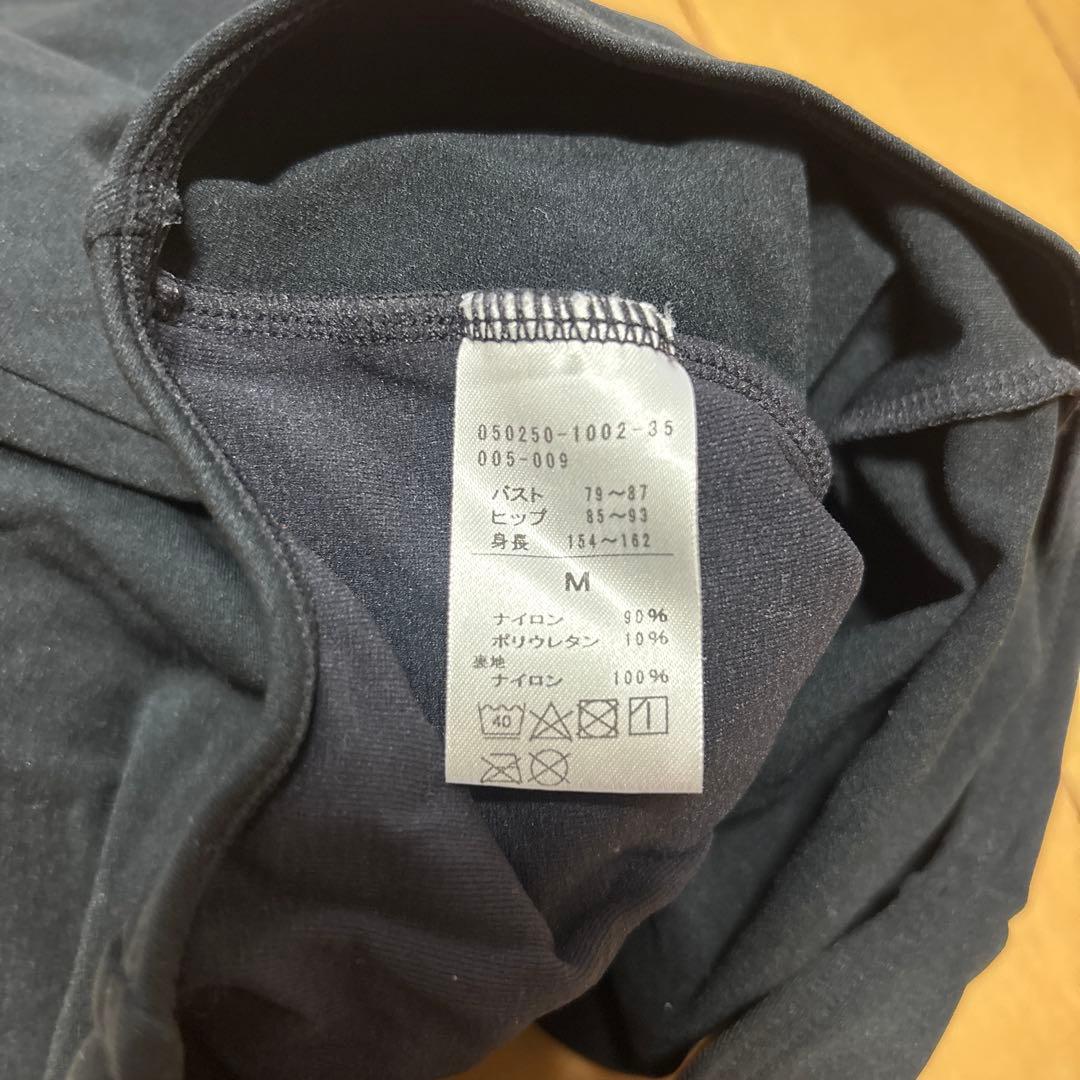 050250-1002-35
005-009
バスト 79〜87
ヒップ 85〜93
身長 154〜162
M
ナイロン 90%
ポリウレタン 10%
裏地
ナイロン 100%
40